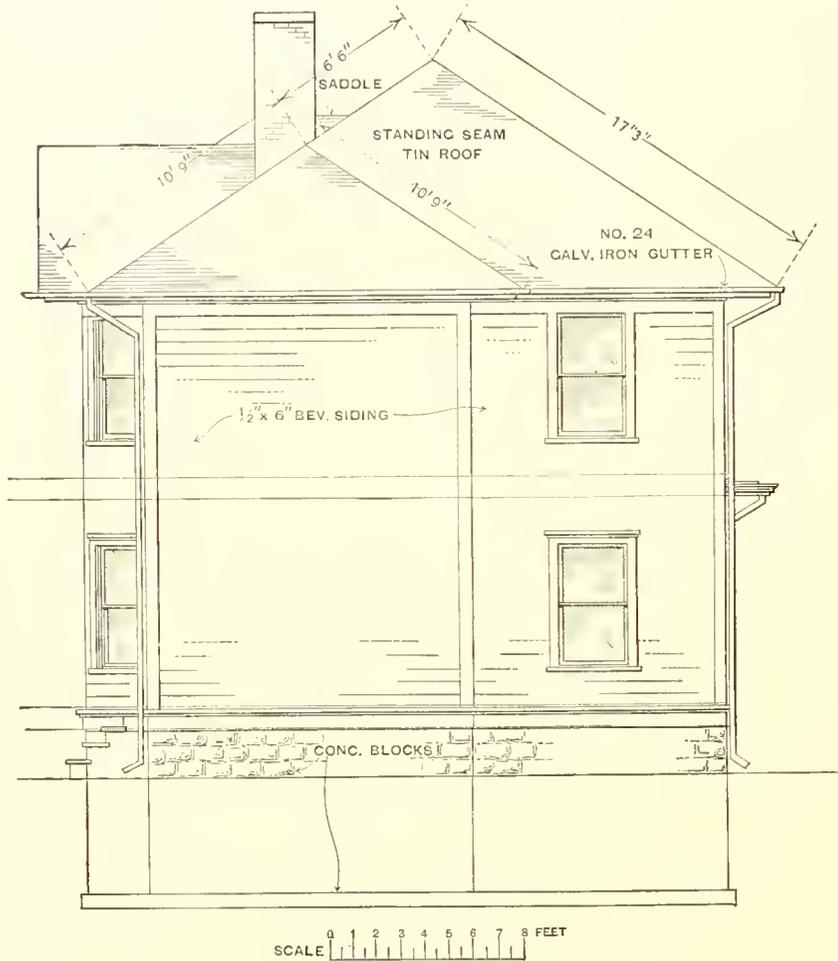 6'6"
SADDLE
STANDING SEAM
TIN ROOF
17"3"
10'9"
10'9"
NO. 24
GALV. IRON GUTTER
½"x 6" BEV. SIDING
CONC. BLOCKS
SCALE 0 1 2 3 4 5 6 7 8 FEET